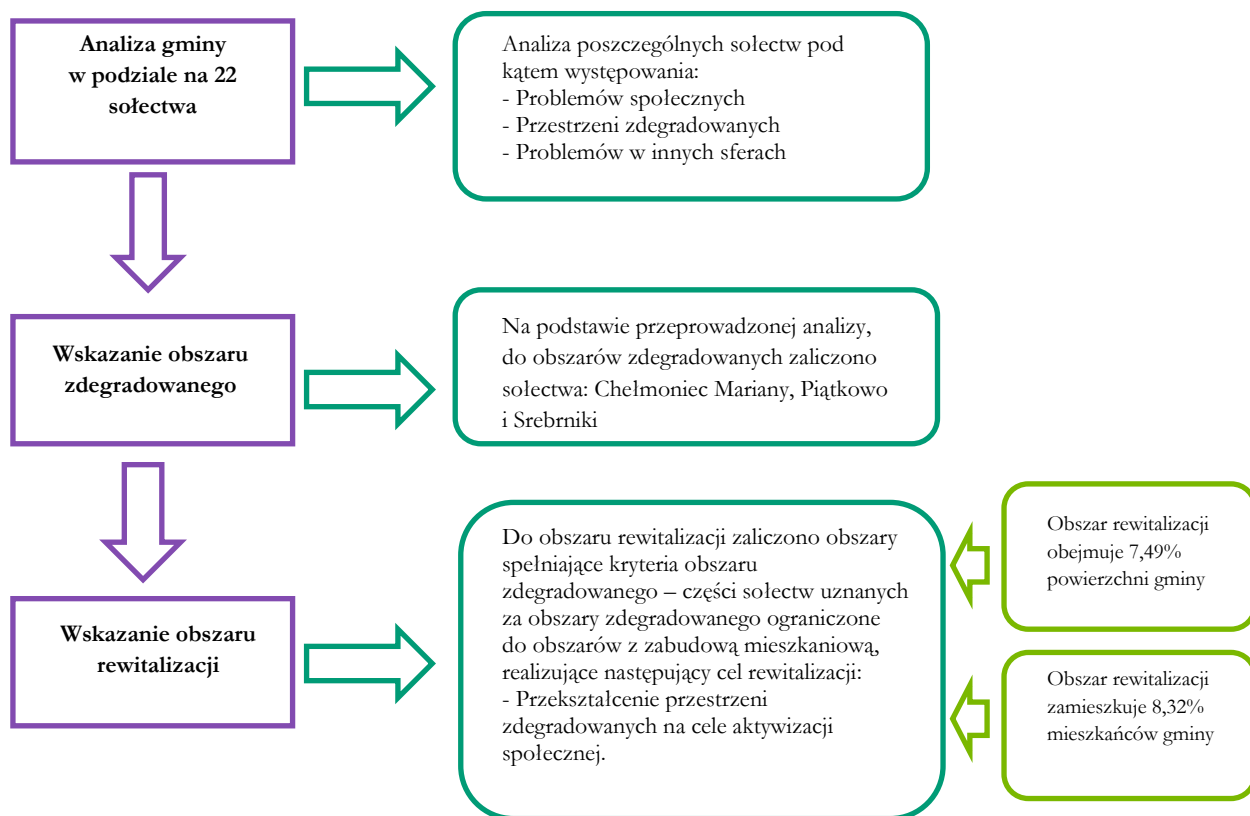 Analiza gminy
w podziale na 22
sołectwa
Analiza poszczególnych sołectw pod
kątem występowania:
- Problemów społecznych
- Przestrzeni zdegradowanych
- Problemów w innych sferach
Wskazanie obszaru
zdegradowanego
Na podstawie przeprowadzonej analizy,
do obszarów zdegradowanych zaliczono
sołectwa: Chełmoniec Mariany, Piątkowo
i Srebrniki
Wskazanie obszaru
rewitalizacji
Do obszaru rewitalizacji zaliczono obszary
spełniające kryteria obszaru
zdegradowanego – części sołectw uznanych
za obszary zdegradowanego ograniczone
do obszarów z zabudową mieszkaniową,
realizujące następujący cel rewitalizacji:
- Przekształcenie przestrzeni
zdegradowanych na cele aktywizacji
społecznej.
Obszar rewitalizacji
obejmuje 7,49%
powierzchni gminy
Obszar rewitalizacji
zamieszkuje 8,32%
mieszkańców gminy